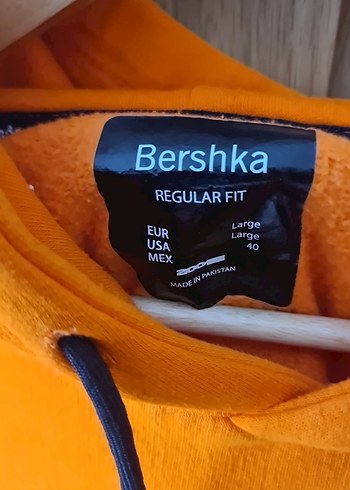 Bershka
REGULAR FIT
EUR Large
USA Large
MEX 40
MADE IN PAKISTAN